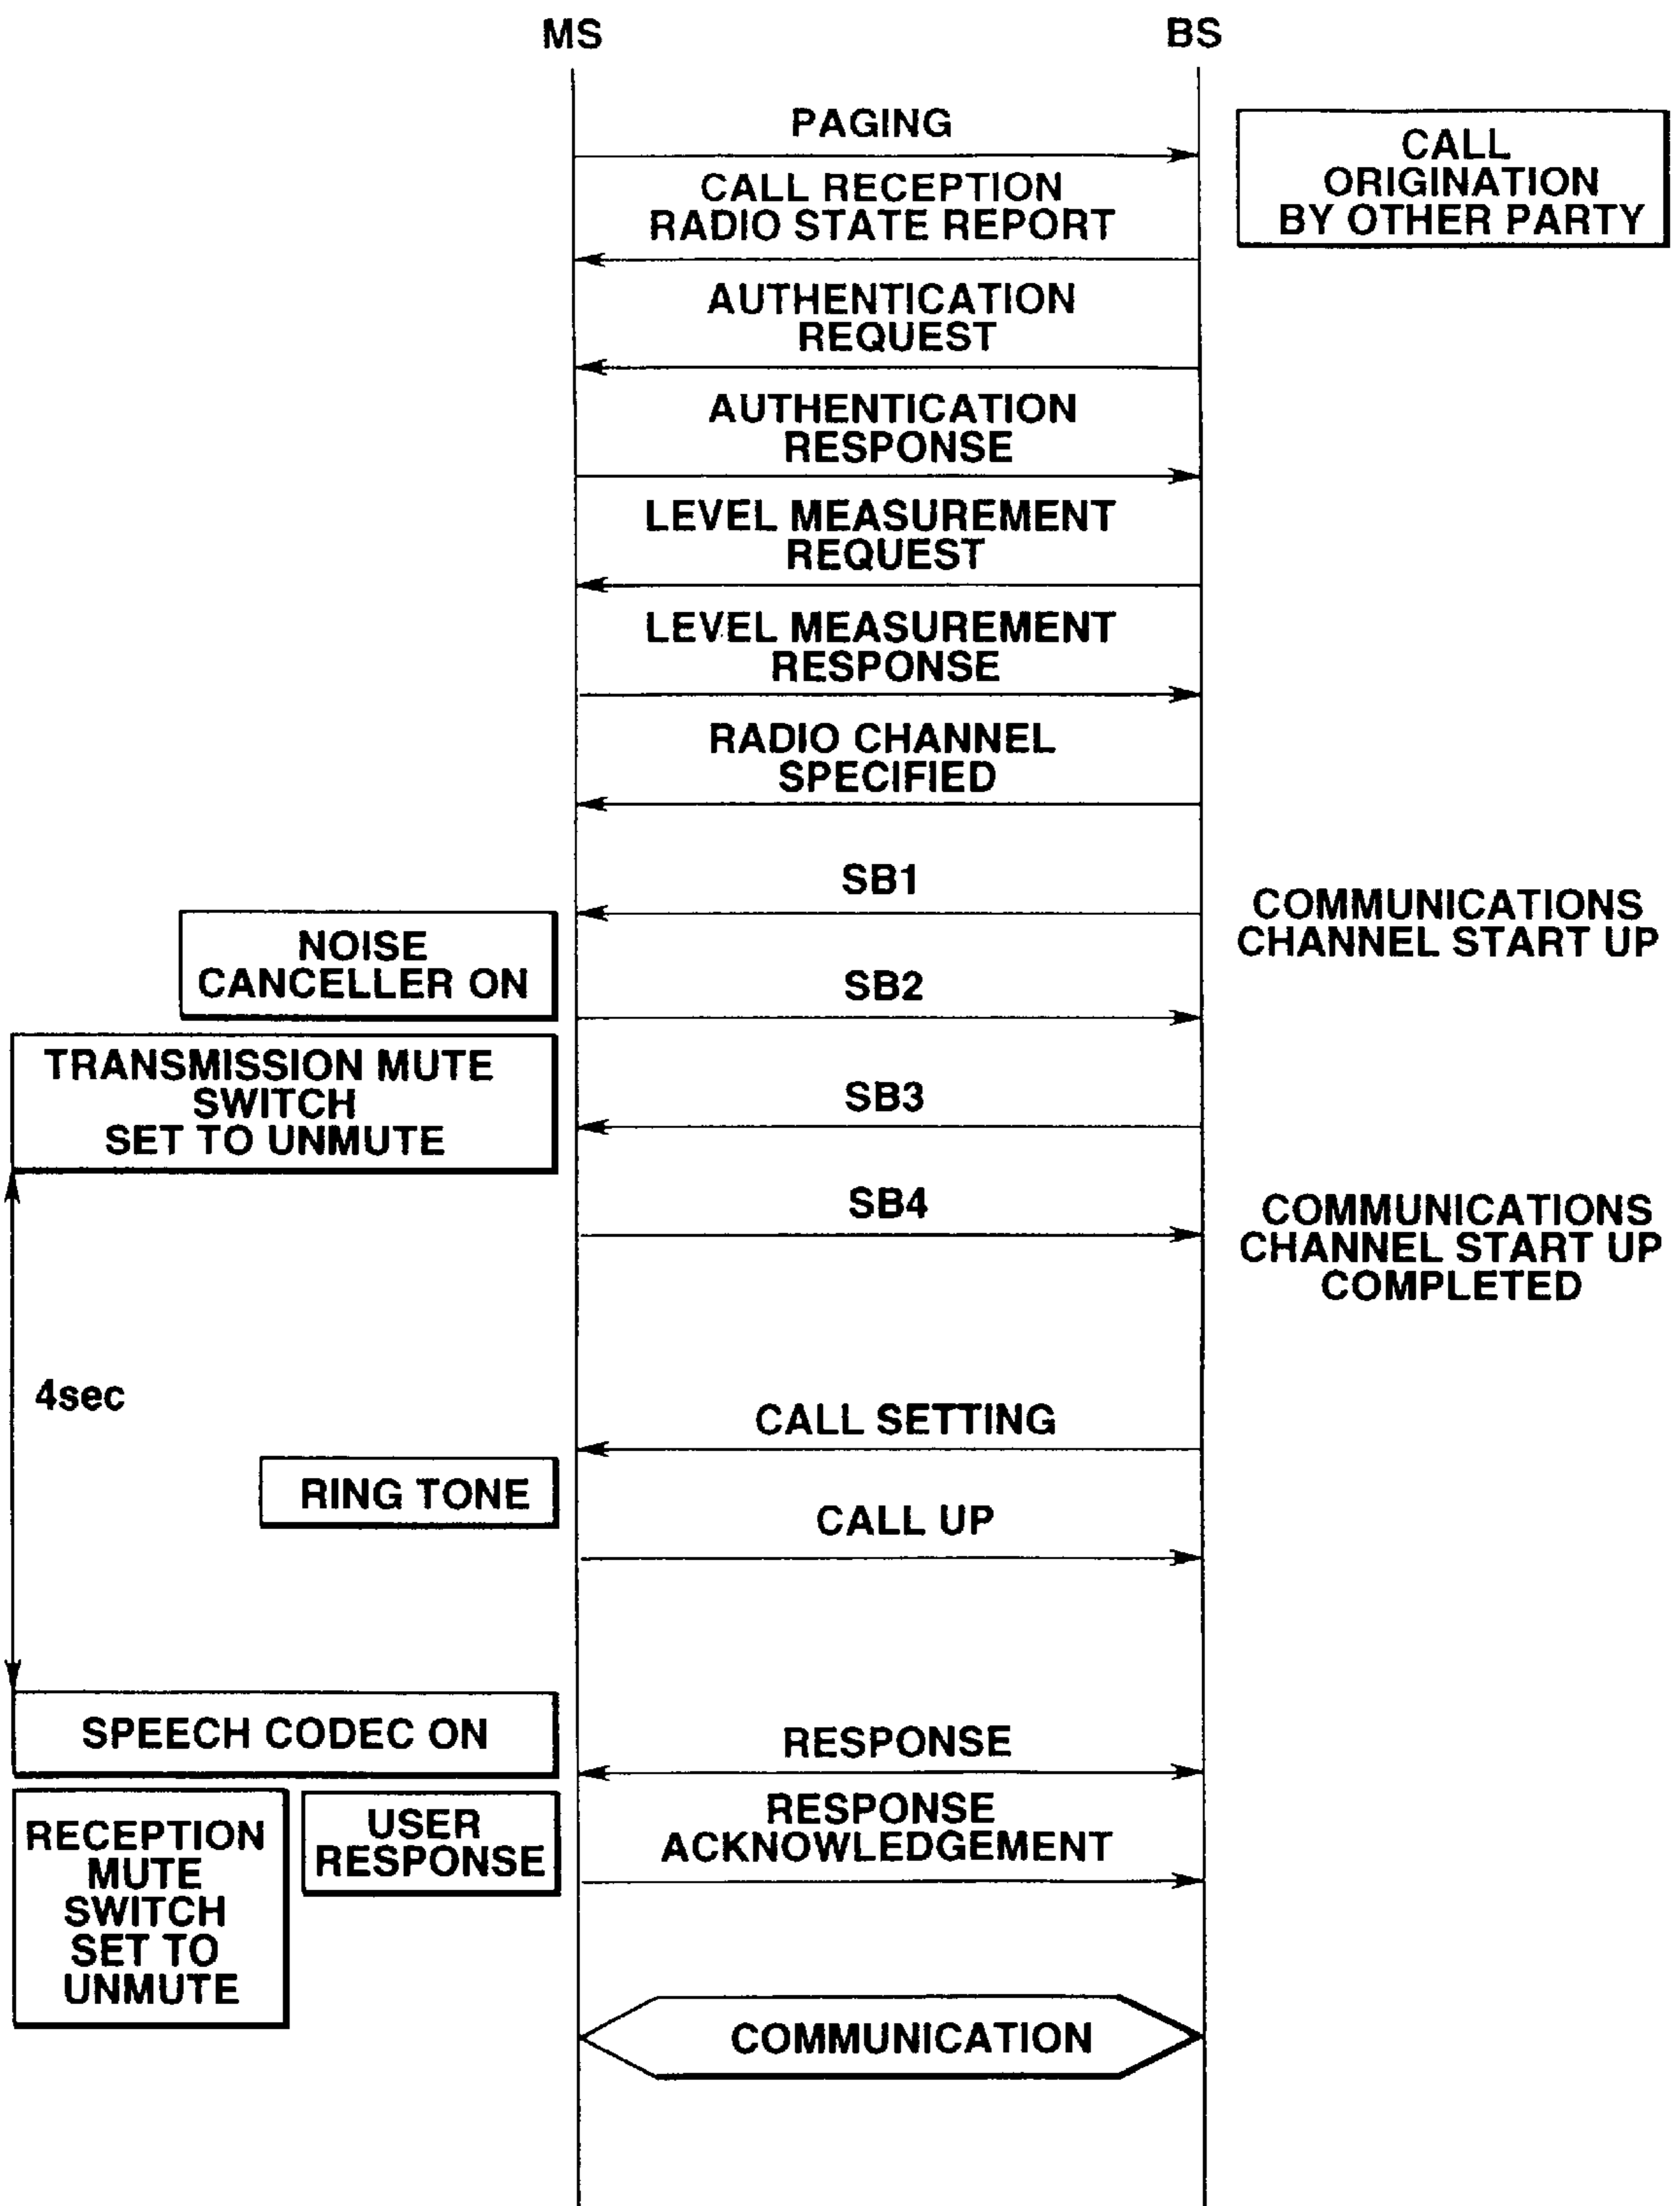 MS
BS
PAGING
CALL
ORIGINATION
BY OTHER PARTY
CALL RECEPTION
RADIO STATE REPORT
AUTHENTICATION
REQUEST
AUTHENTICATION
RESPONSE
LEVEL MEASUREMENT
REQUEST
LEVEL MEASUREMENT
RESPONSE
RADIO CHANNEL
SPECIFIED
SB1
COMMUNICATIONS
CHANNEL START UP
NOISE
CANCELLER ON
SB2
TRANSMISSION MUTE
SWITCH
SET TO UNMUTE
SB3
SB4
COMMUNICATIONS
CHANNEL START UP
COMPLETED
4sec
CALL SETTING
RING TONE
CALL UP
SPEECH CODEC ON
RESPONSE
RECEPTION
MUTE
SWITCH
SET TO
UNMUTE
USER
RESPONSE
RESPONSE
ACKNOWLEDGEMENT
COMMUNICATION